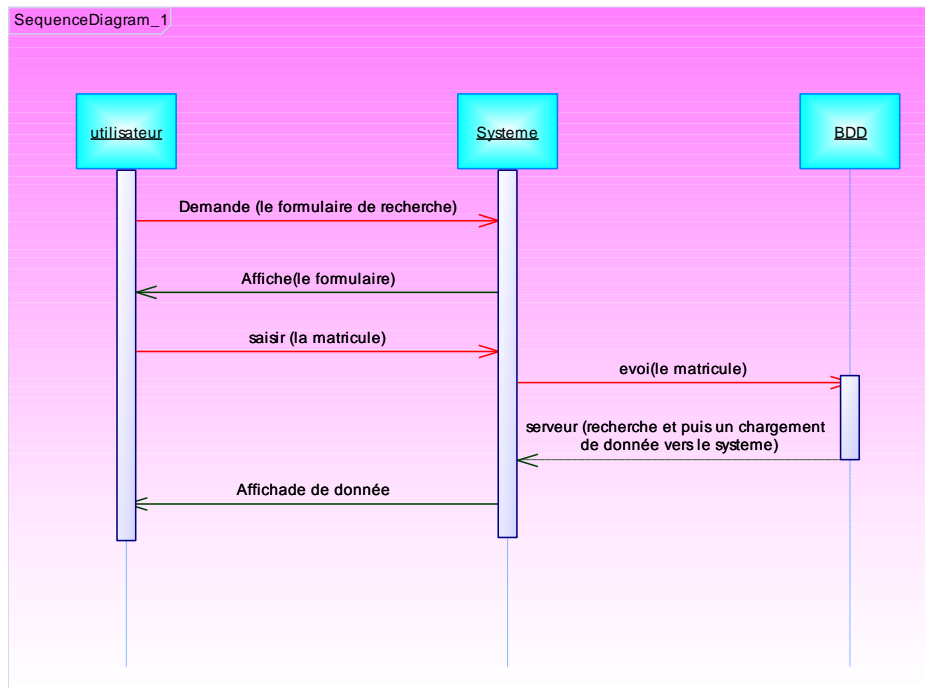 SequenceDiagram_1
utilisateur
Systeme
BDD
Demande (le formulaire de recherche)
Affiche(le formulaire)
saisir (la matricule)
evoi(le matricule)
serveur (recherche et puis un chargement
de donnée vers le systeme)
Affichade de donnée